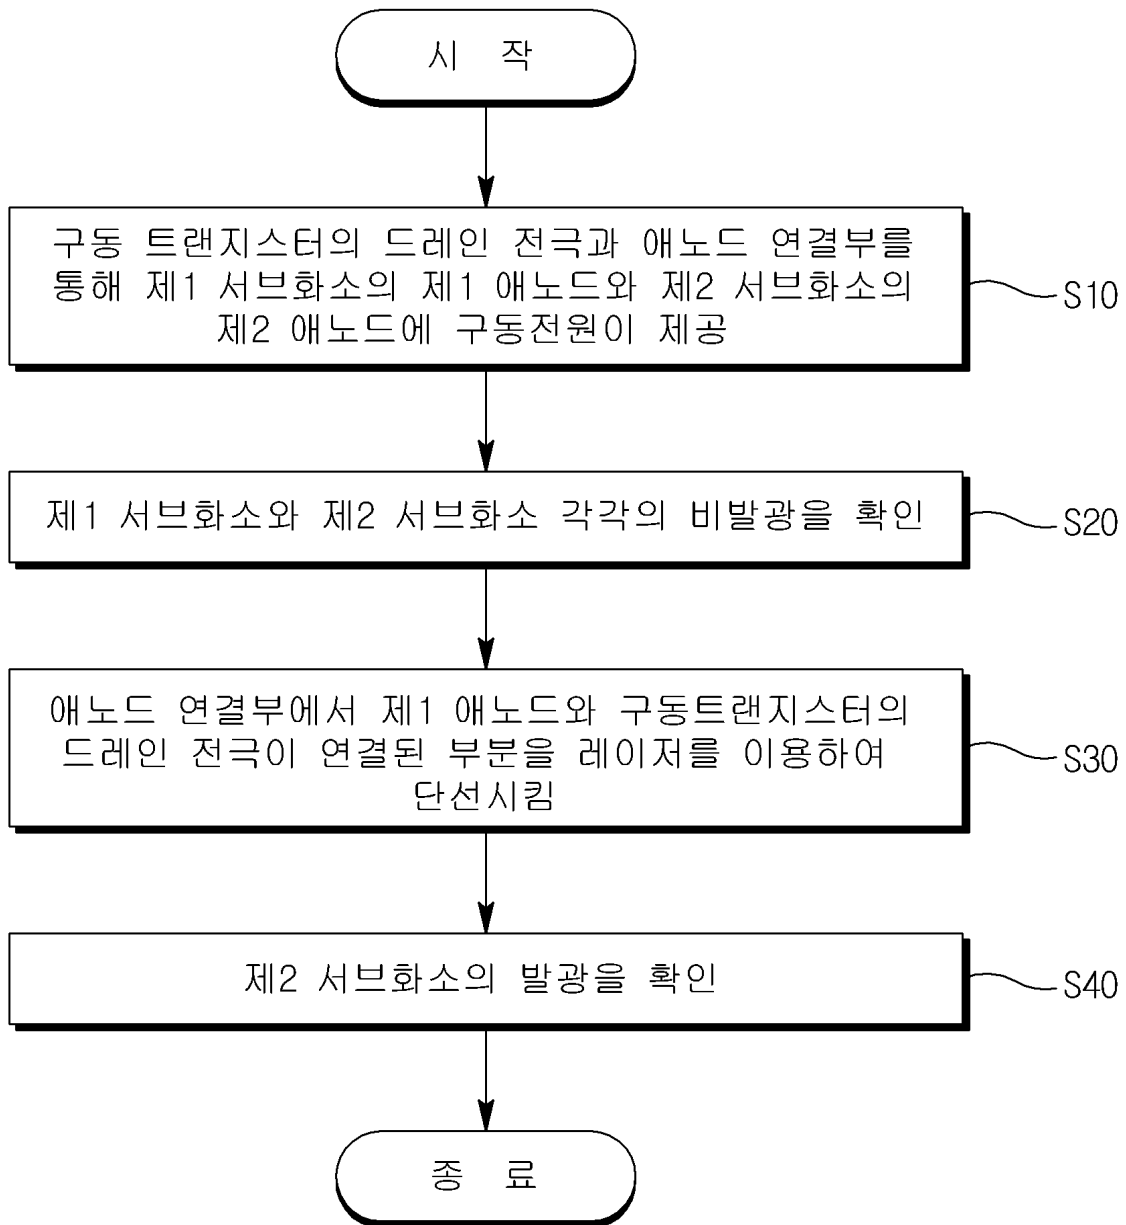 시 작
구동 트랜지스터의 드레인 전극과 애노드 연결부를
통해 제1 서브화소의 제1 애노드와 제2 서브화소의
제2 애노드에 구동전원이 제공
S10
제1 서브화소와 제2 서브화소 각각의 비발광을 확인
S20
애노드 연결부에서 제1 애노드와 구동트랜지스터의
드레인 전극이 연결된 부분을 레이저를 이용하여
단선시킴
S30
제2 서브화소의 발광을 확인
S40
종 료